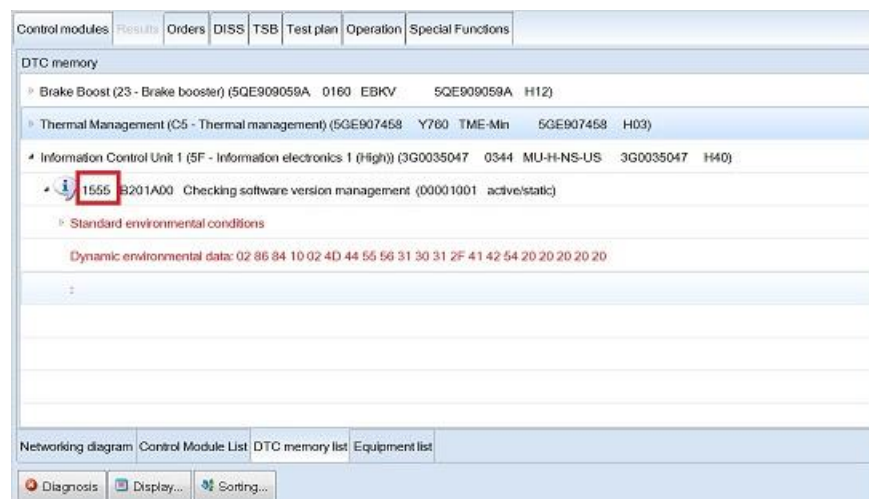 Control modules Results Orders DISS TSB Test plan Operation Special Functions
DTC memory
Brake Boost (23 - Brake booster) (5QE909059A 0160 EBKV 5QE909059A H12)
Thermal Management (C5 - Thermal management) (5GE907458 Y760 TME-Min 5GE907458 H03)
Information Control Unit 1 (5F - Information electronics 1 (High)) (3G0035047 0344 MU-H-NS-US 3G0035047 H40)
1555 B201A00 Checking software version management (00001001 active/static)
Standard environmental conditions
Dynamic environmental data: 02 86 84 10 02 4D 44 55 56 31 30 31 2F 41 42 54 20 20 20 20 20
:
Networking diagram Control Module List DTC memory list Equipment list
Diagnosis Display... Sorting...